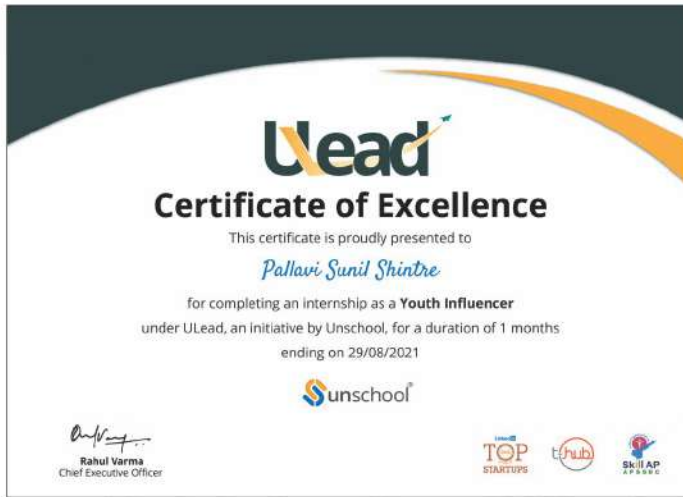 ULead
Certificate of Excellence
This certificate is proudly presented to
Pallavi Sunil Shintre
for completing an internship as a Youth Influencer
under ULead, an initiative by Unschool, for a duration of 1 months
ending on 29/08/2021
unschool
Rahul Varma
Chief Executive Officer
LinkedIn
TOP
STARTUPS
t-hub
Skill AP
APSSDC